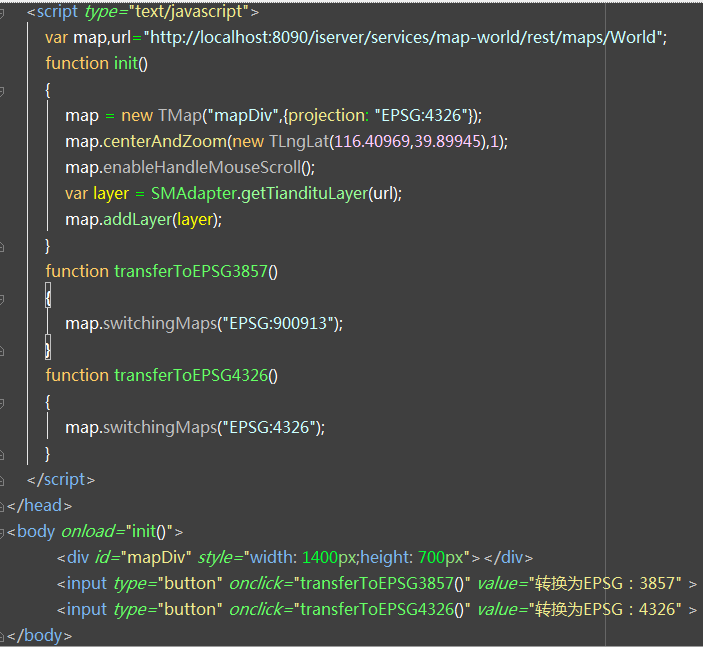 <script type="text/javascript">
var map,url="http://localhost:8090/iserver/services/map-world/rest/maps/World";
function init()
{
map = new TMap("mapDiv",{projection: "EPSG:4326"});
map.centerAndZoom(new TLngLat(116.40969,39.89945),1);
map.enableHandleMouseScroll();
var layer = SMAdapter.getTiandituLayer(url);
map.addLayer(layer);
}
function transferToEPSG3857()
{
map.switchingMaps("EPSG:900913");
}
function transferToEPSG4326()
{
map.switchingMaps("EPSG:4326");
}
</script>
</head>
<body onload="init()">
<div id="mapDiv" style="width: 1400px;height: 700px"></div>
<input type="button" onclick="transferToEPSG3857()" value="转换为EPSG：3857" >
<input type="button" onclick="transferToEPSG4326()" value="转换为EPSG：4326" >
</body>